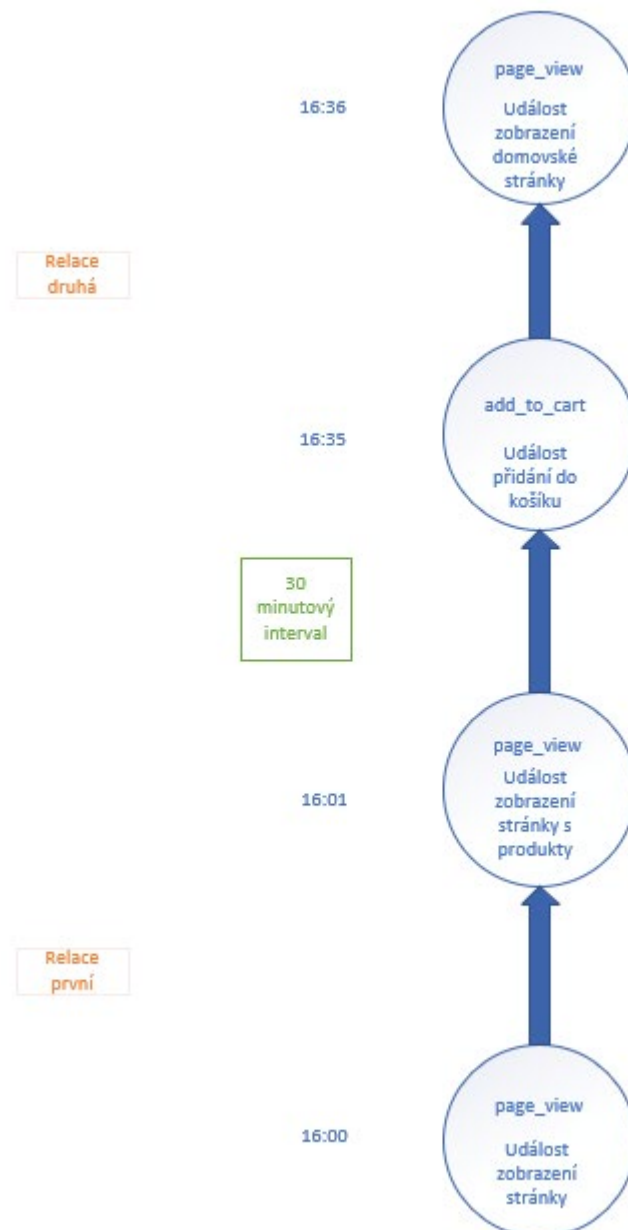 page_view
16:36
Událost
zobrazení
domovské
stránky
Relace
druhá
add_to_cart
16:35
Událost
přidání do
košíku
30
minutový
interval
page_view
Událost
16:01
zobrazení
stránky s
produkty
Relace
první
page_view
16:00
Událost
zobrazení
stránky